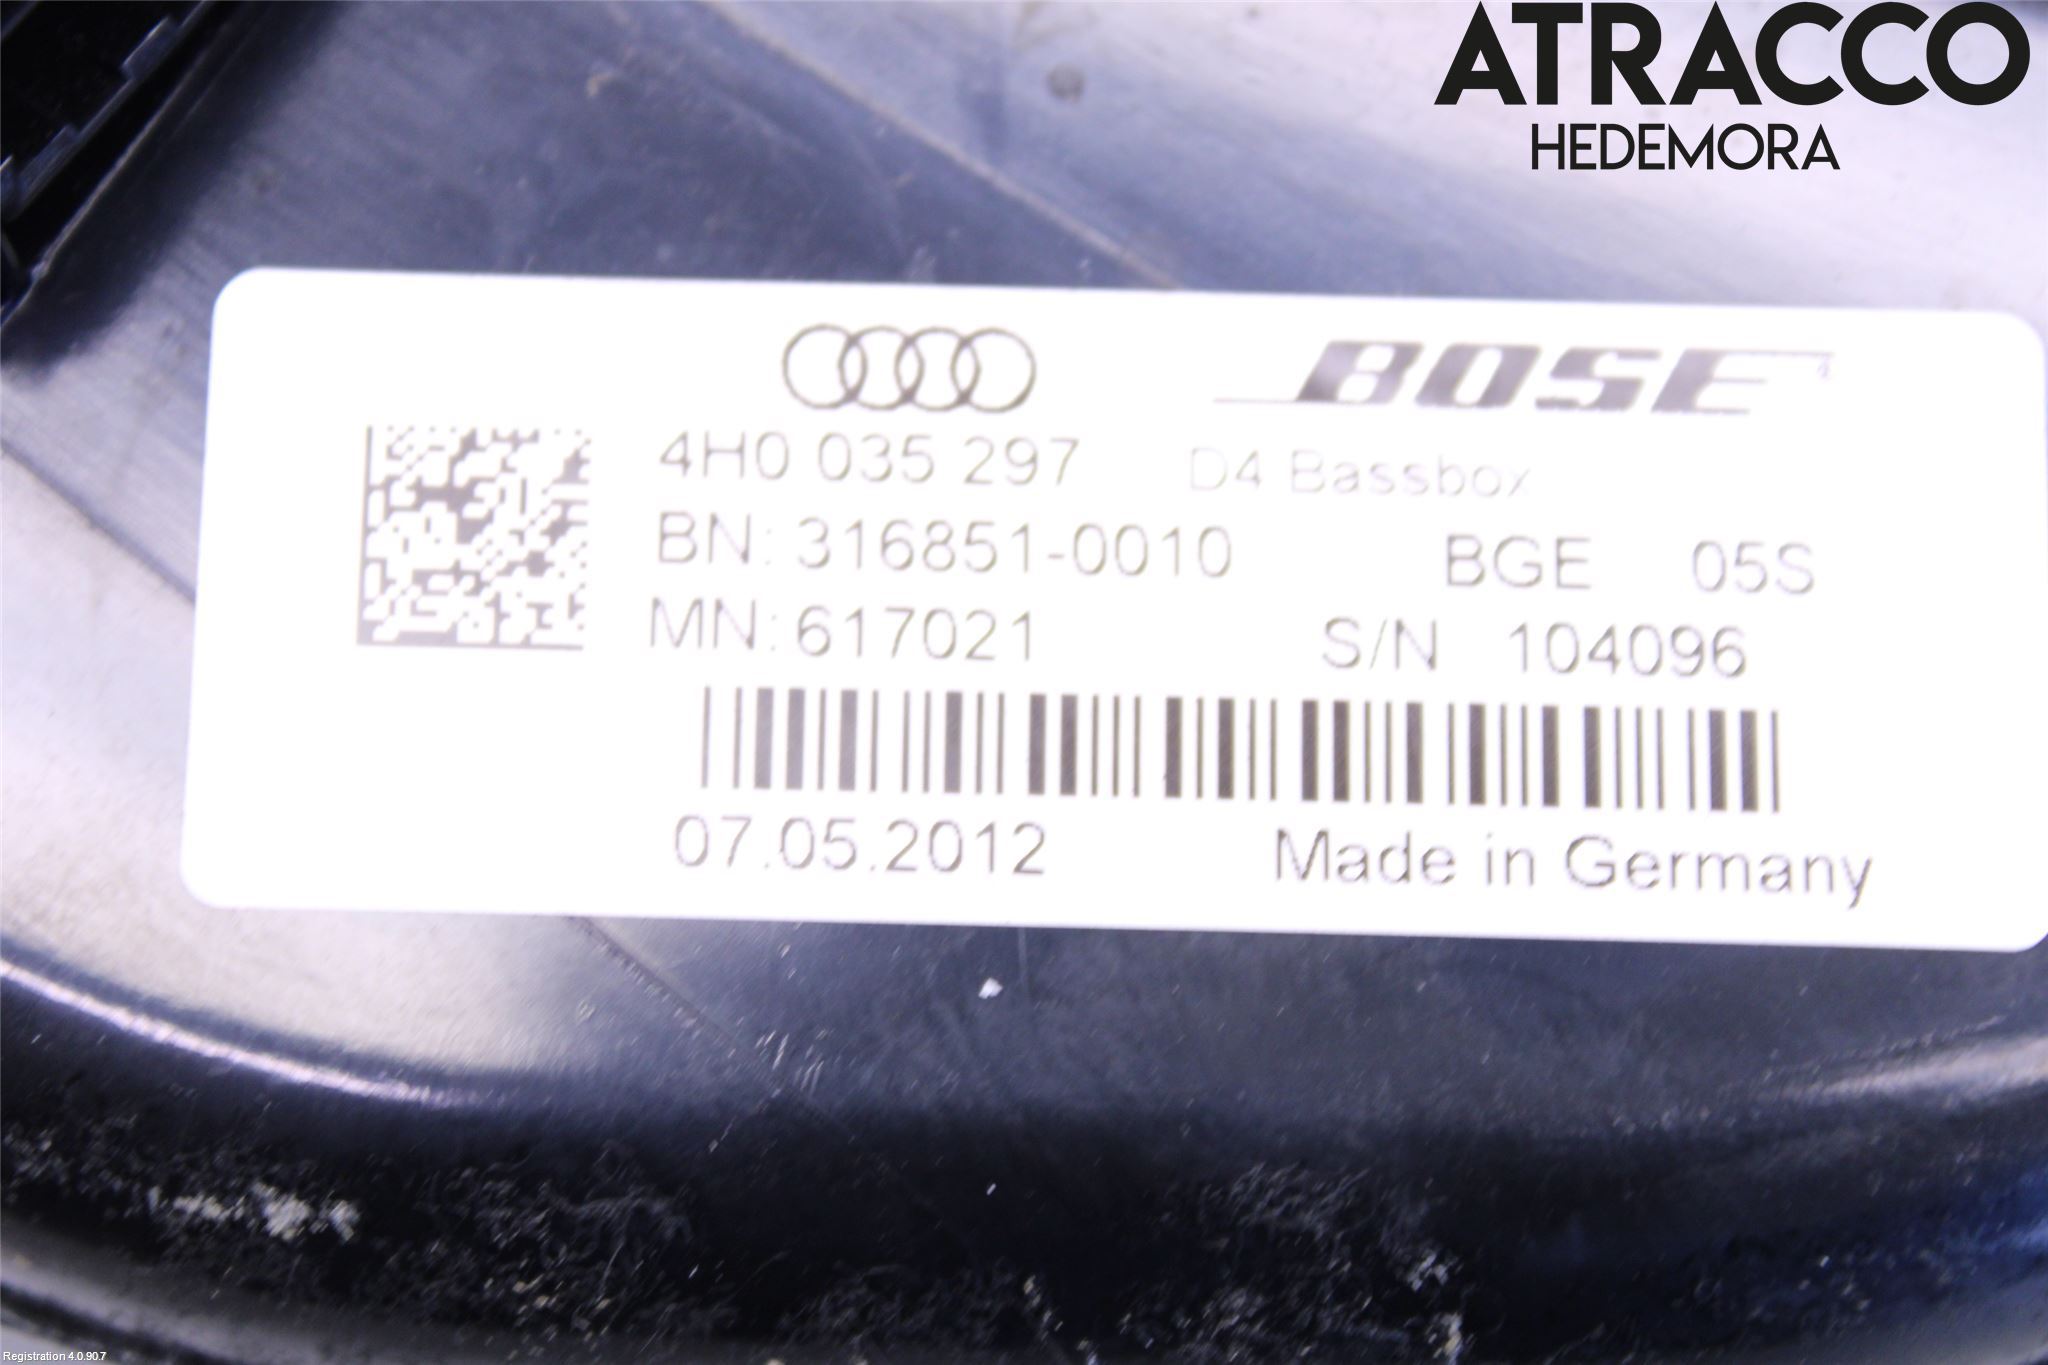 ATRACCO
HEDEMORA
BOSE
4H0 035 297 D4 Bassbox
BN: 316851-0010 BGE 05S
MN: 617021 S/N 104096
07.05.2012 Made in Germany
Registration 4.0.90.7